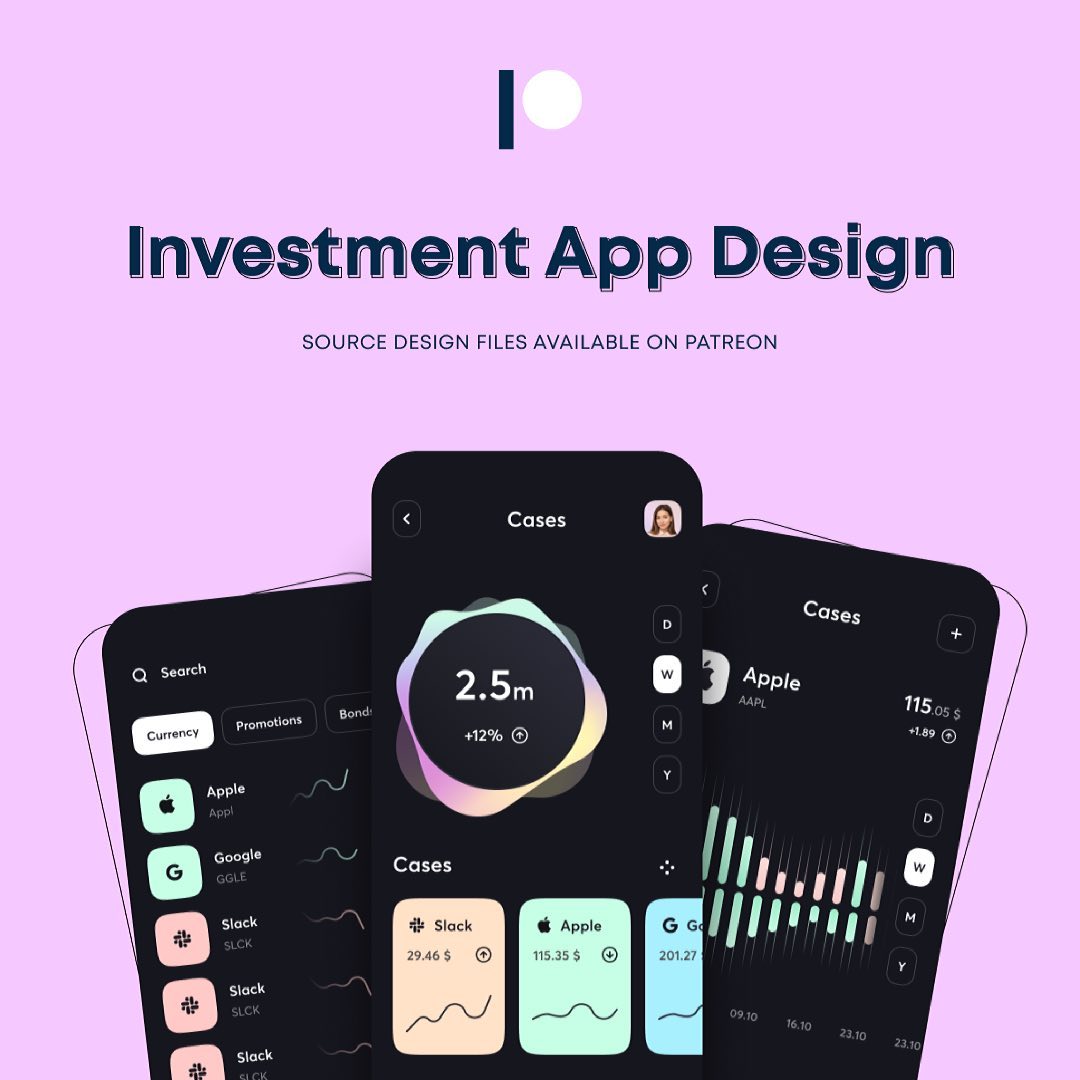 Investment App Design
SOURCE DESIGN FILES AVAILABLE ON PATREON
Search
Currency
Promotions
Apple
Appl
Google
GGLE
Slack
SLCK
Slack
SLCK
Slack
SLCK
Cases
2.5m
+12%
D
W
M
Y
Cases
Slack
29.46 $
Apple
115.35 $
G
201.27
Cases
+
Apple
AAPL
115.05 $
+1.89
D
W
M
Y
09.10
16.10
23.10
23.10